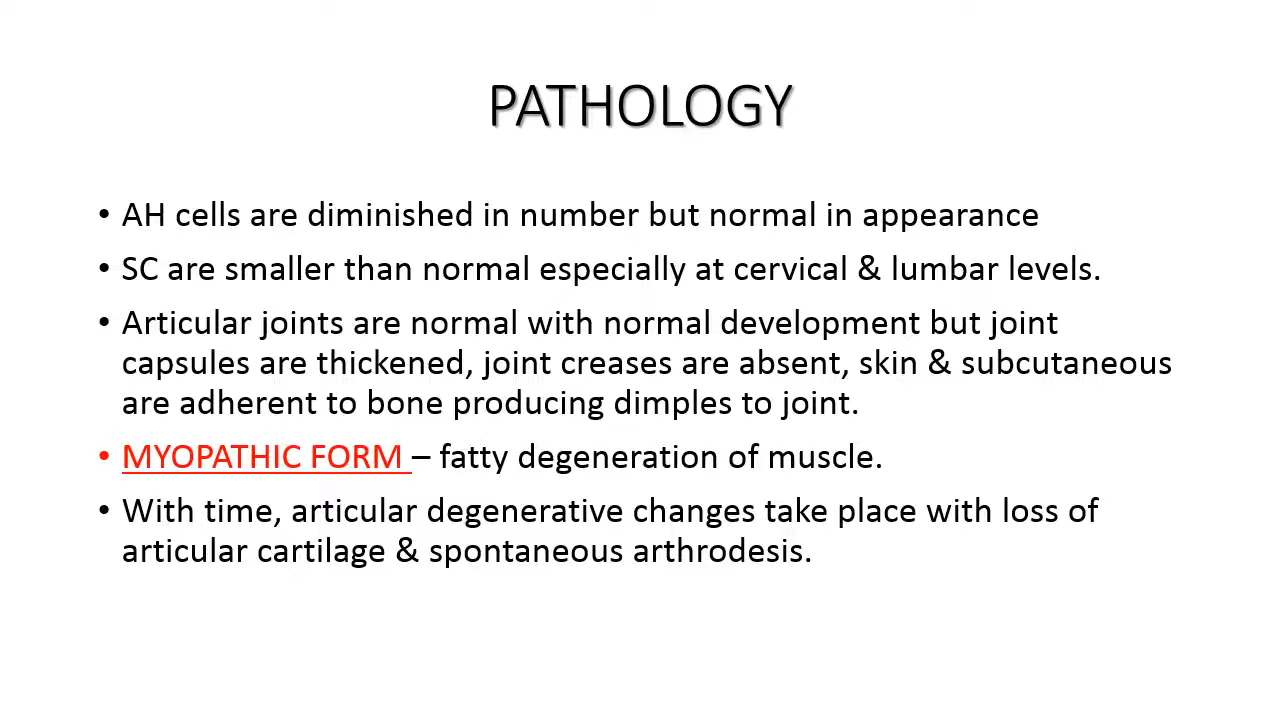 PATHOLOGY
• AH cells are diminished in number but normal in appearance
• SC are smaller than normal especially at cervical & lumbar levels.
• Articular joints are normal with normal development but joint
capsules are thickened, joint creases are absent, skin & subcutaneous
are adherent to bone producing dimples to joint.
• MYOPATHIC FORM – fatty degeneration of muscle.
• With time, articular degenerative changes take place with loss of
articular cartilage & spontaneous arthrodesis.